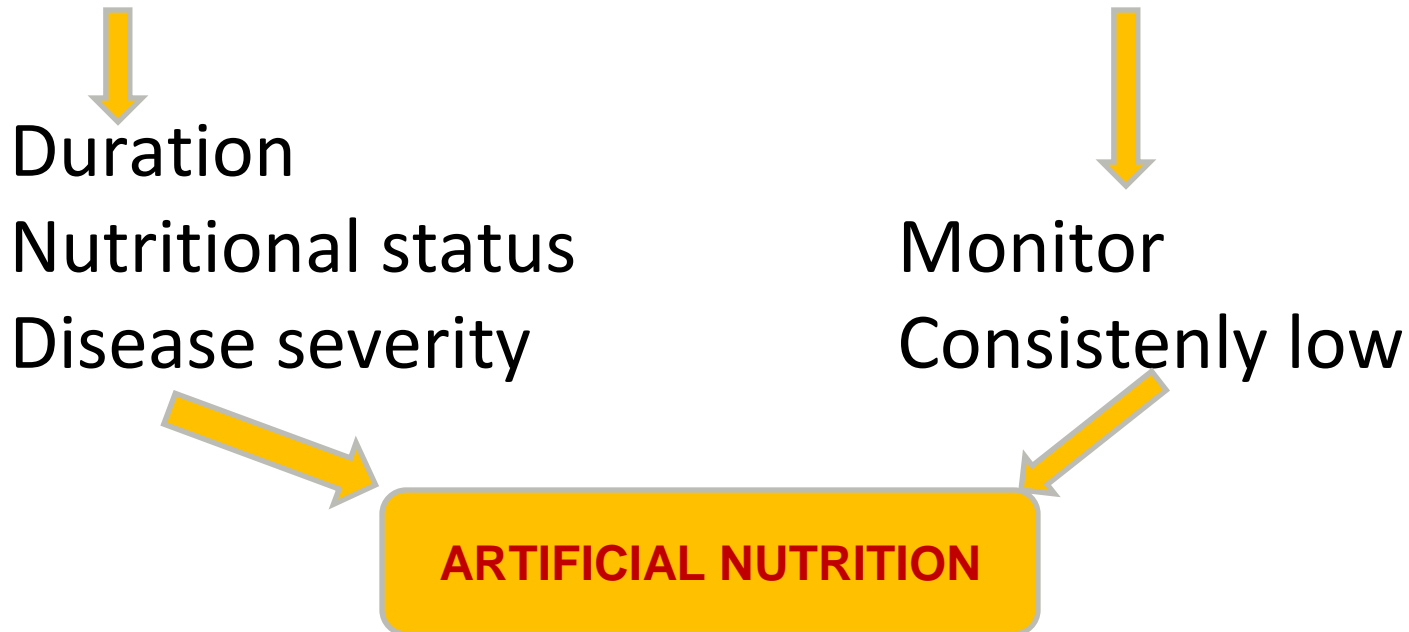 Duration
Nutritional status
Disease severity
Monitor
Consistenly low
ARTIFICIAL NUTRITION